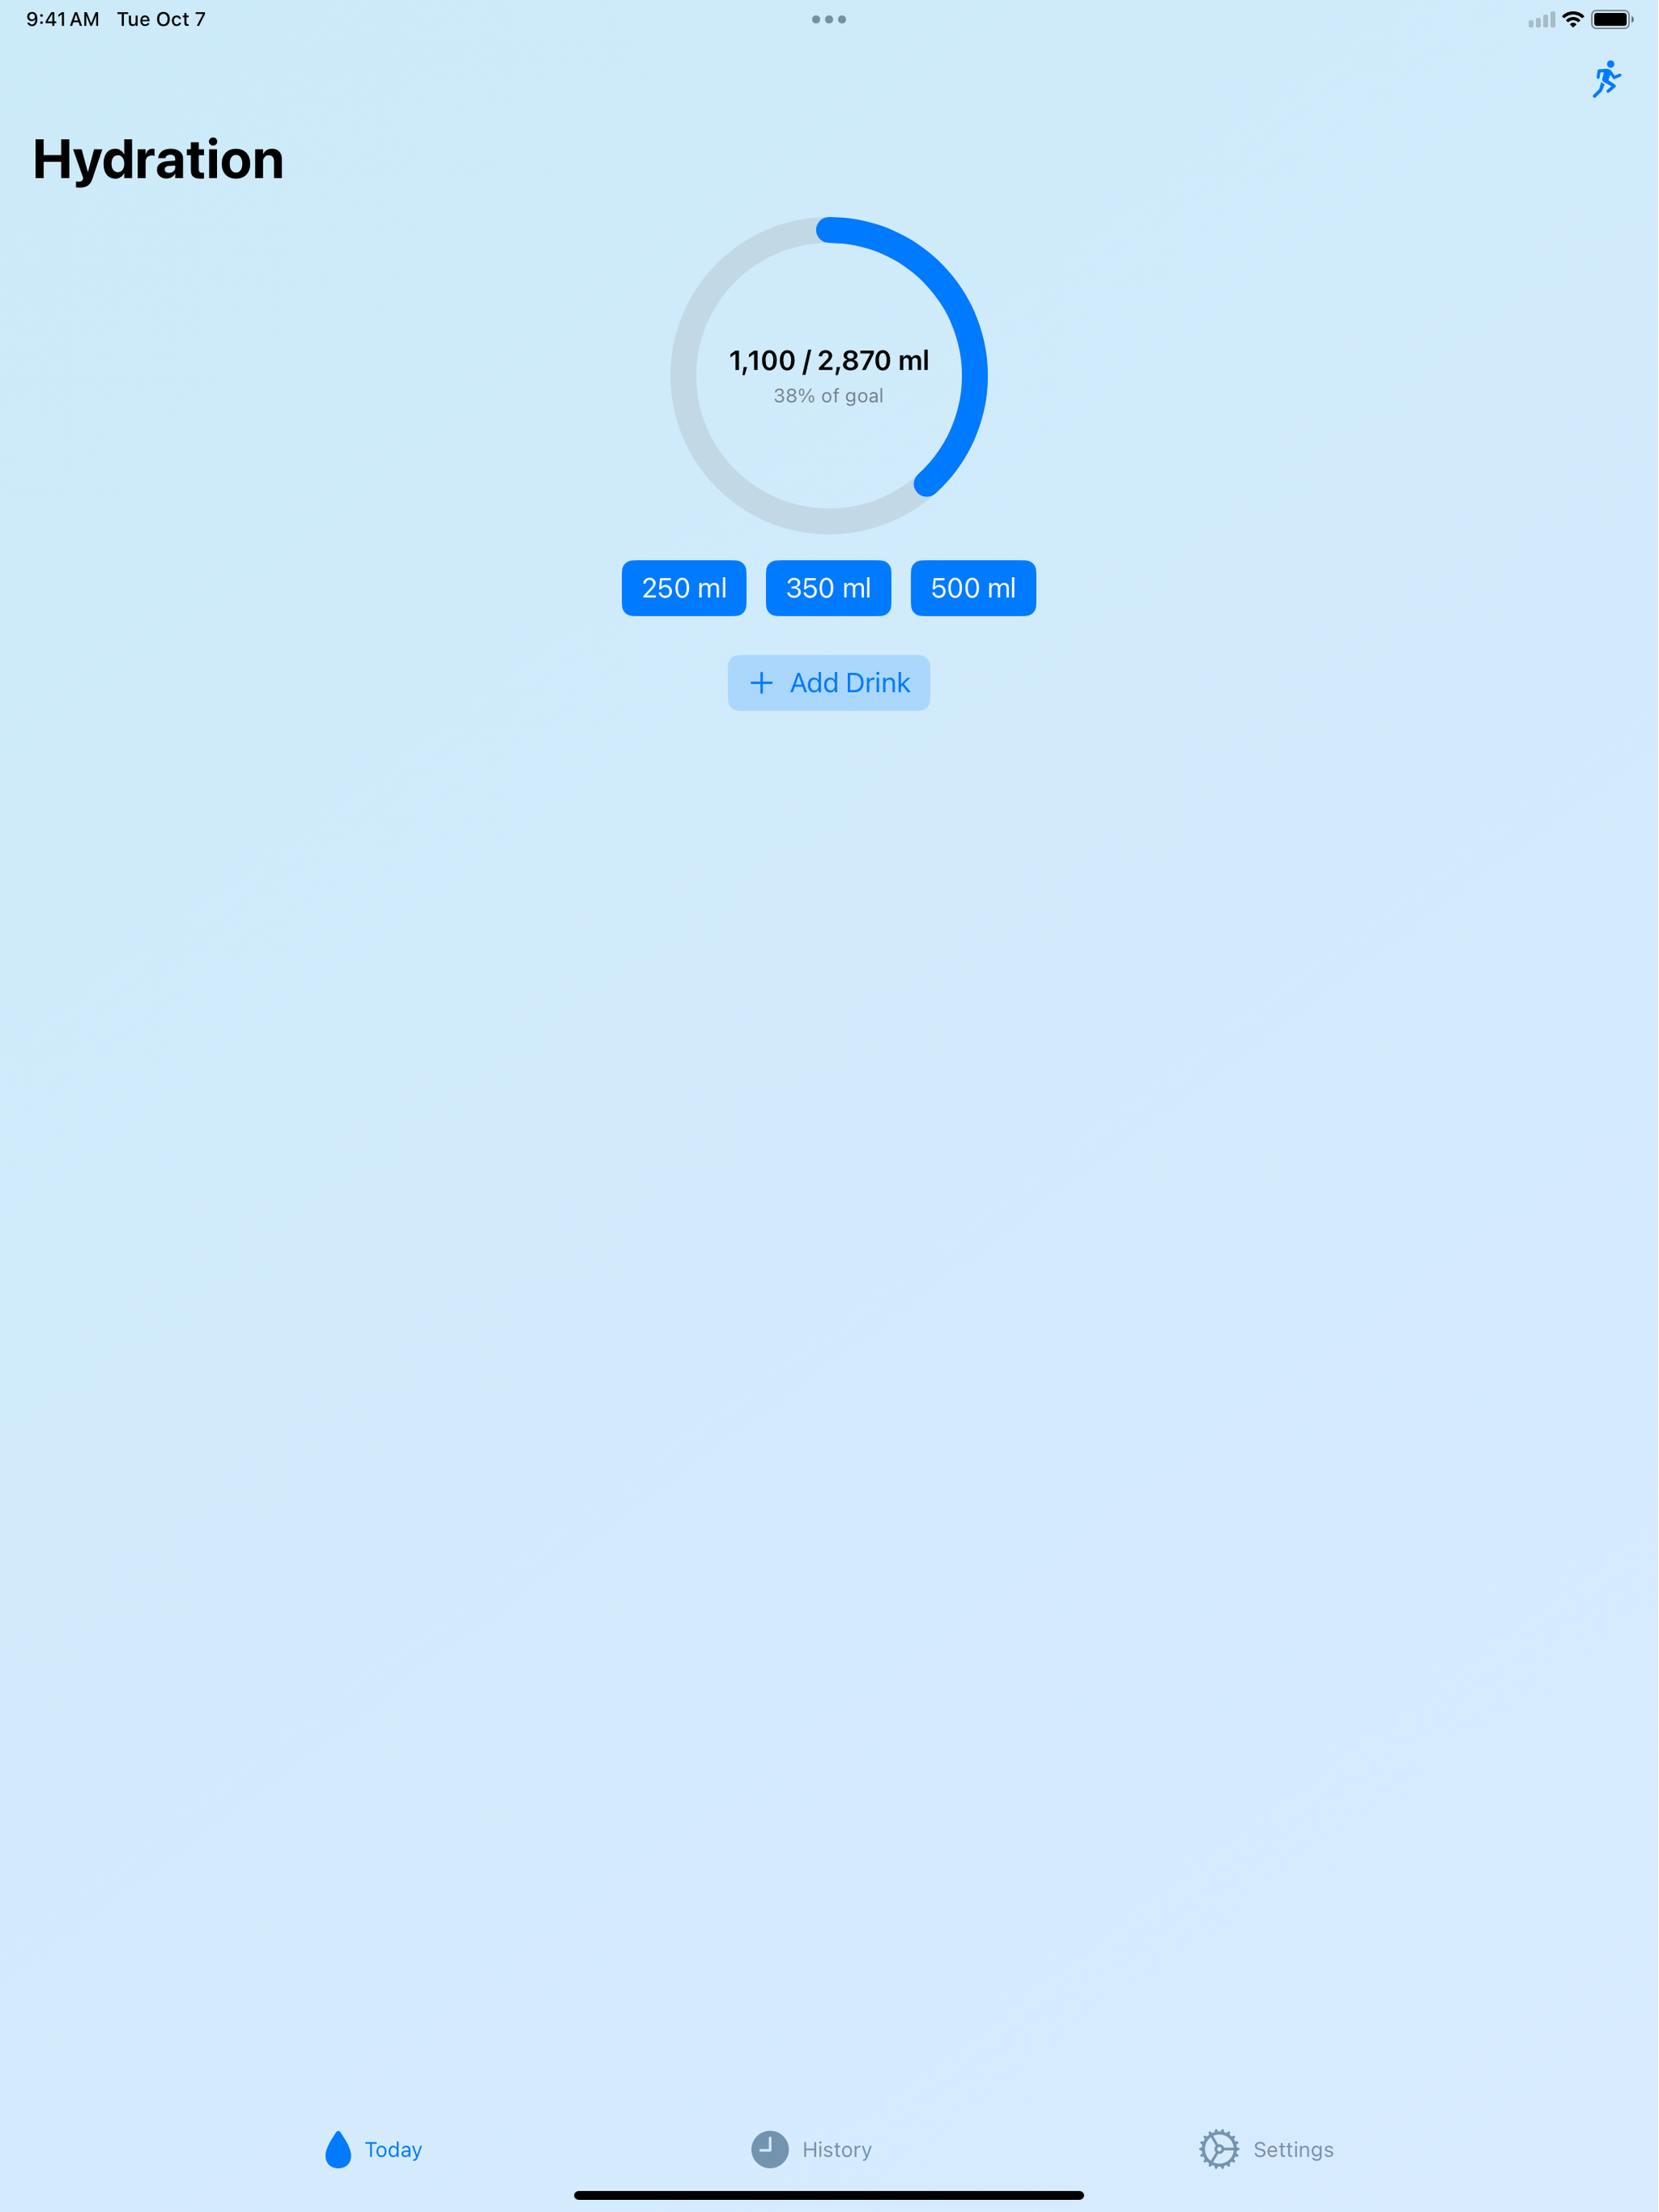 9:41 AM Tue Oct 7
Hydration
1,100 / 2,870 ml
38% of goal
250 ml 350 ml 500 ml
+ Add Drink
Today History Settings